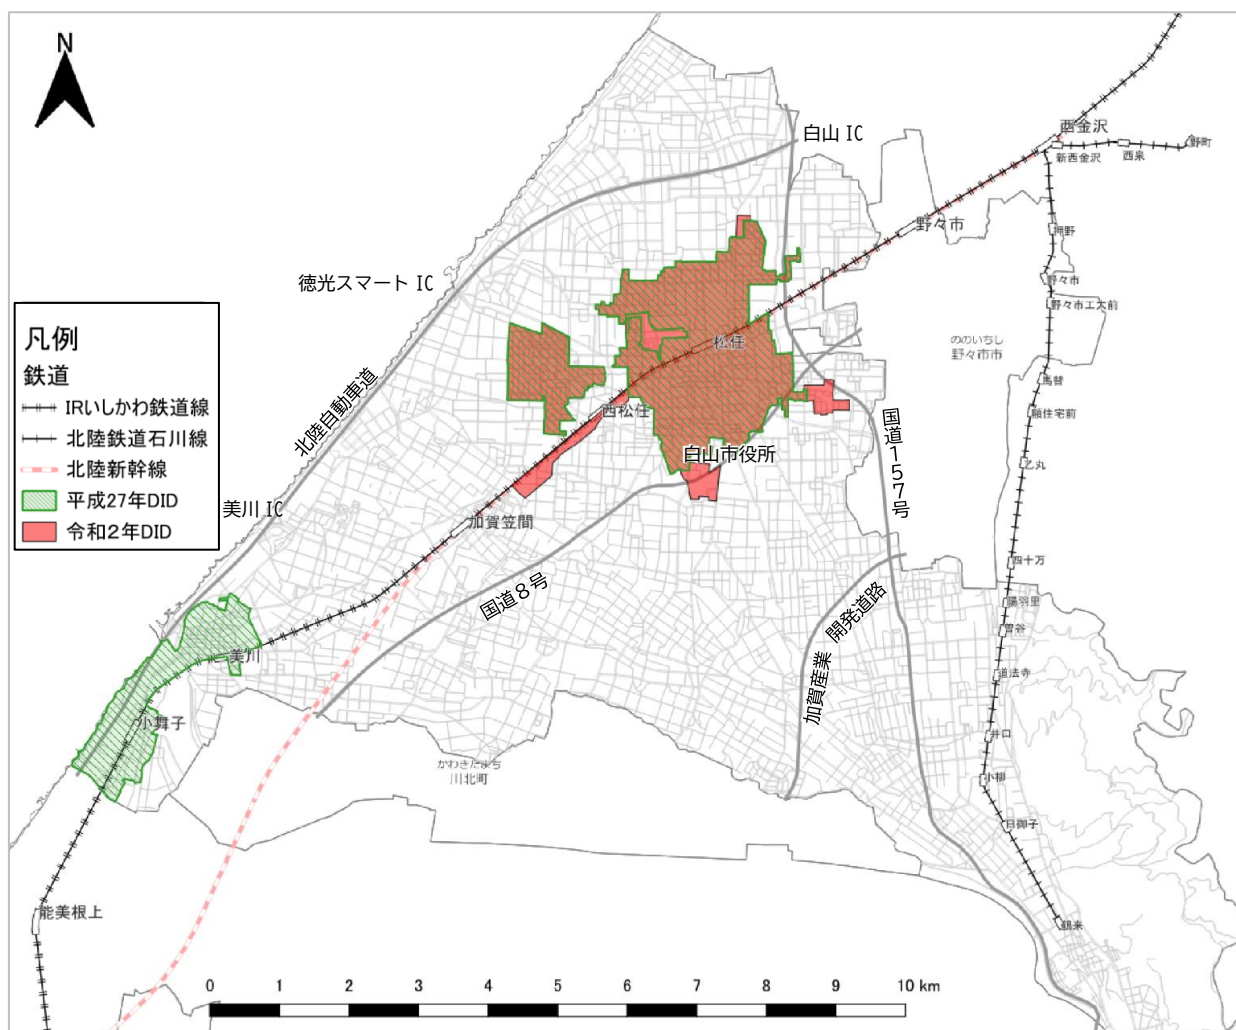 N
白山 IC
西金沢
新西金沢
西泉
野町
野々市
押野
徳光スマート IC
野々市
野々市工大前
凡例
鉄道
IRいしかわ鉄道線
北陸鉄道石川線
北陸新幹線
平成27年DID
令和2年DID
松任
ののいちし
野々市市
馬替
額住宅前
北陸自動車道
西松任
国道157号
白山市役所
乙丸
美川 IC
加賀笠間
四十万
国道8号
加賀産業 開発道路
陽羽里
曽谷
美川
道法寺
小舞子
井口
かわきたまち
川北町
小柳
日御子
能美根上
鶴来
0 1 2 3 4 5 6 7 8 9 10 km